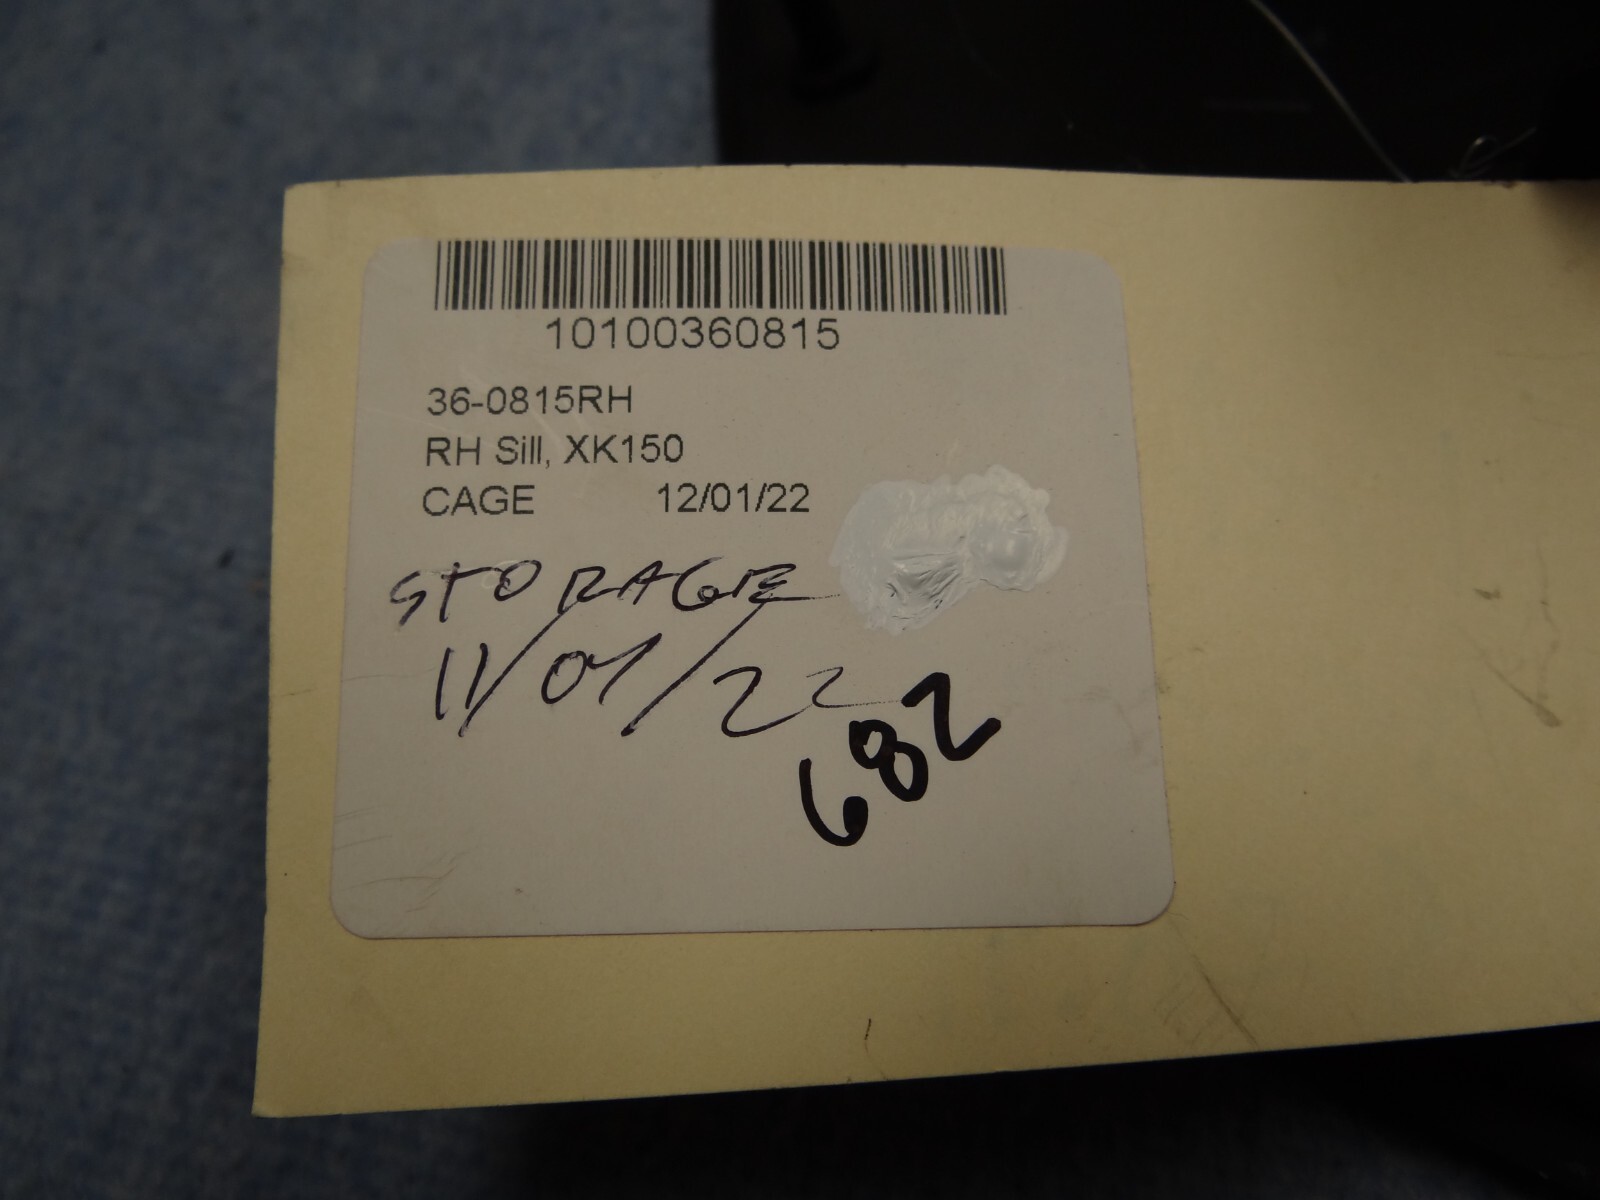 10100360815
36-0815RH
RH Sill, XK150
CAGE 12/01/22
STORAGE
11/01/22
682